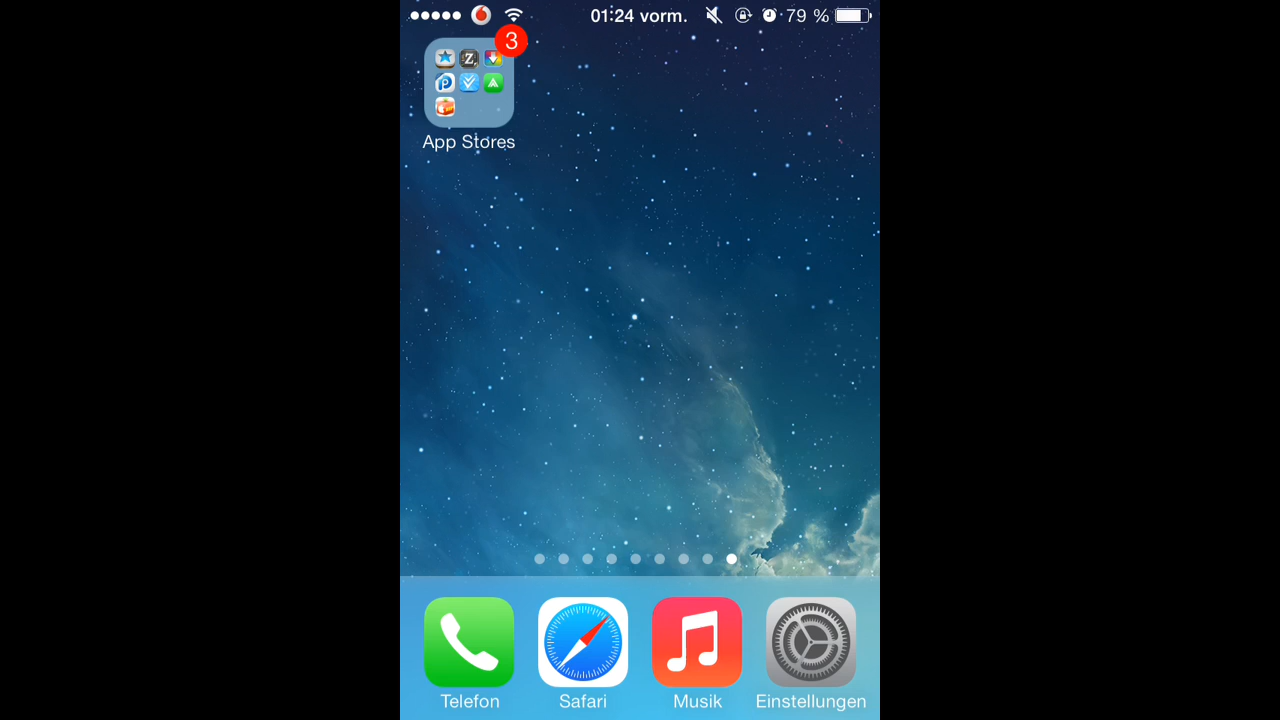 01:24 vorm. 79 %
3
App Stores
Telefon Safari Musik Einstellungen